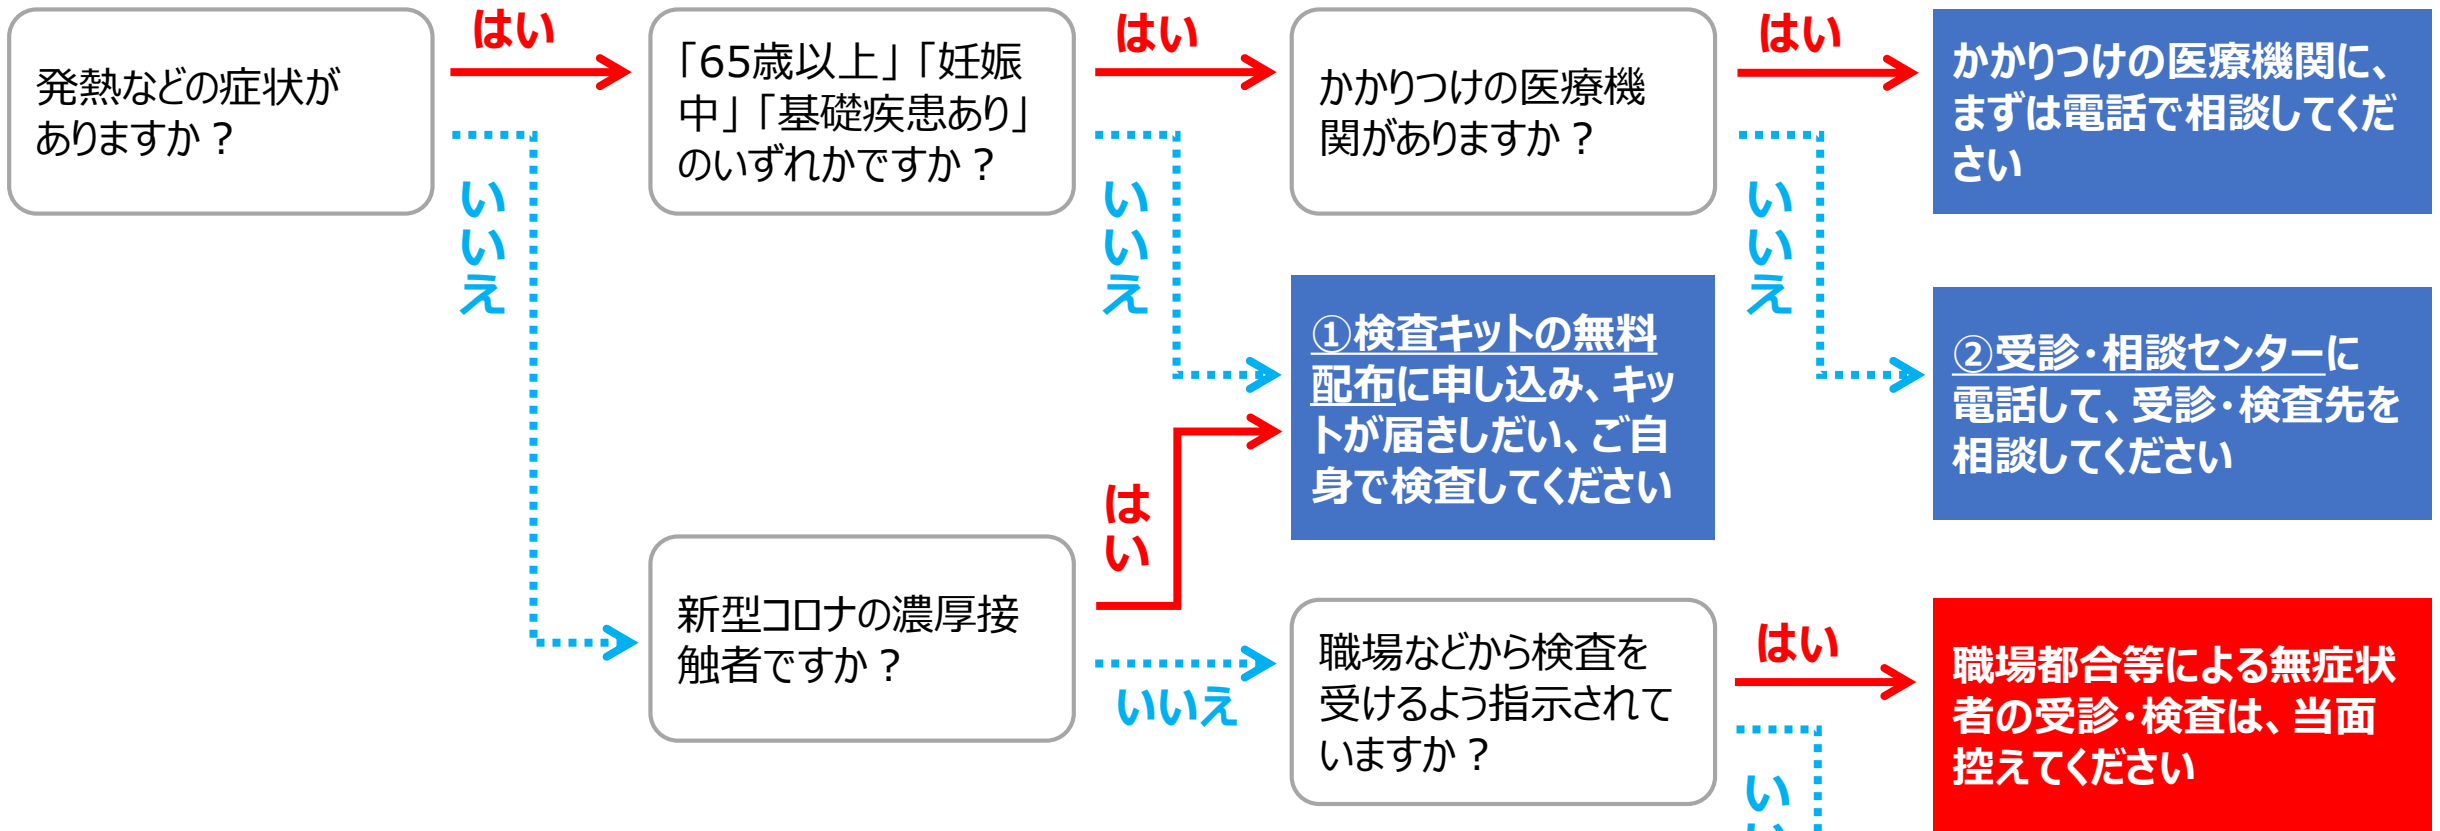 発熱などの症状が
ありますか？
はい
いいえ
「65歳以上」「妊娠
中」「基礎疾患あり」
のいずれかですか？
はい
いいえ
かかりつけの医療機
関がありますか？
はい
いいえ
かかりつけの医療機関に、
まずは電話で相談してくだ
さい
①検査キットの無料
配布に申し込み、キッ
トが届きしだい、ご自
身で検査してください
②受診・相談センターに
電話して、受診・検査先を
相談してください
新型コロナの濃厚接
触者ですか？
はい
いいえ
職場などから検査を
受けるよう指示されて
いますか？
はい
い
職場都合等による無症状
者の受診・検査は、当面
控えてください